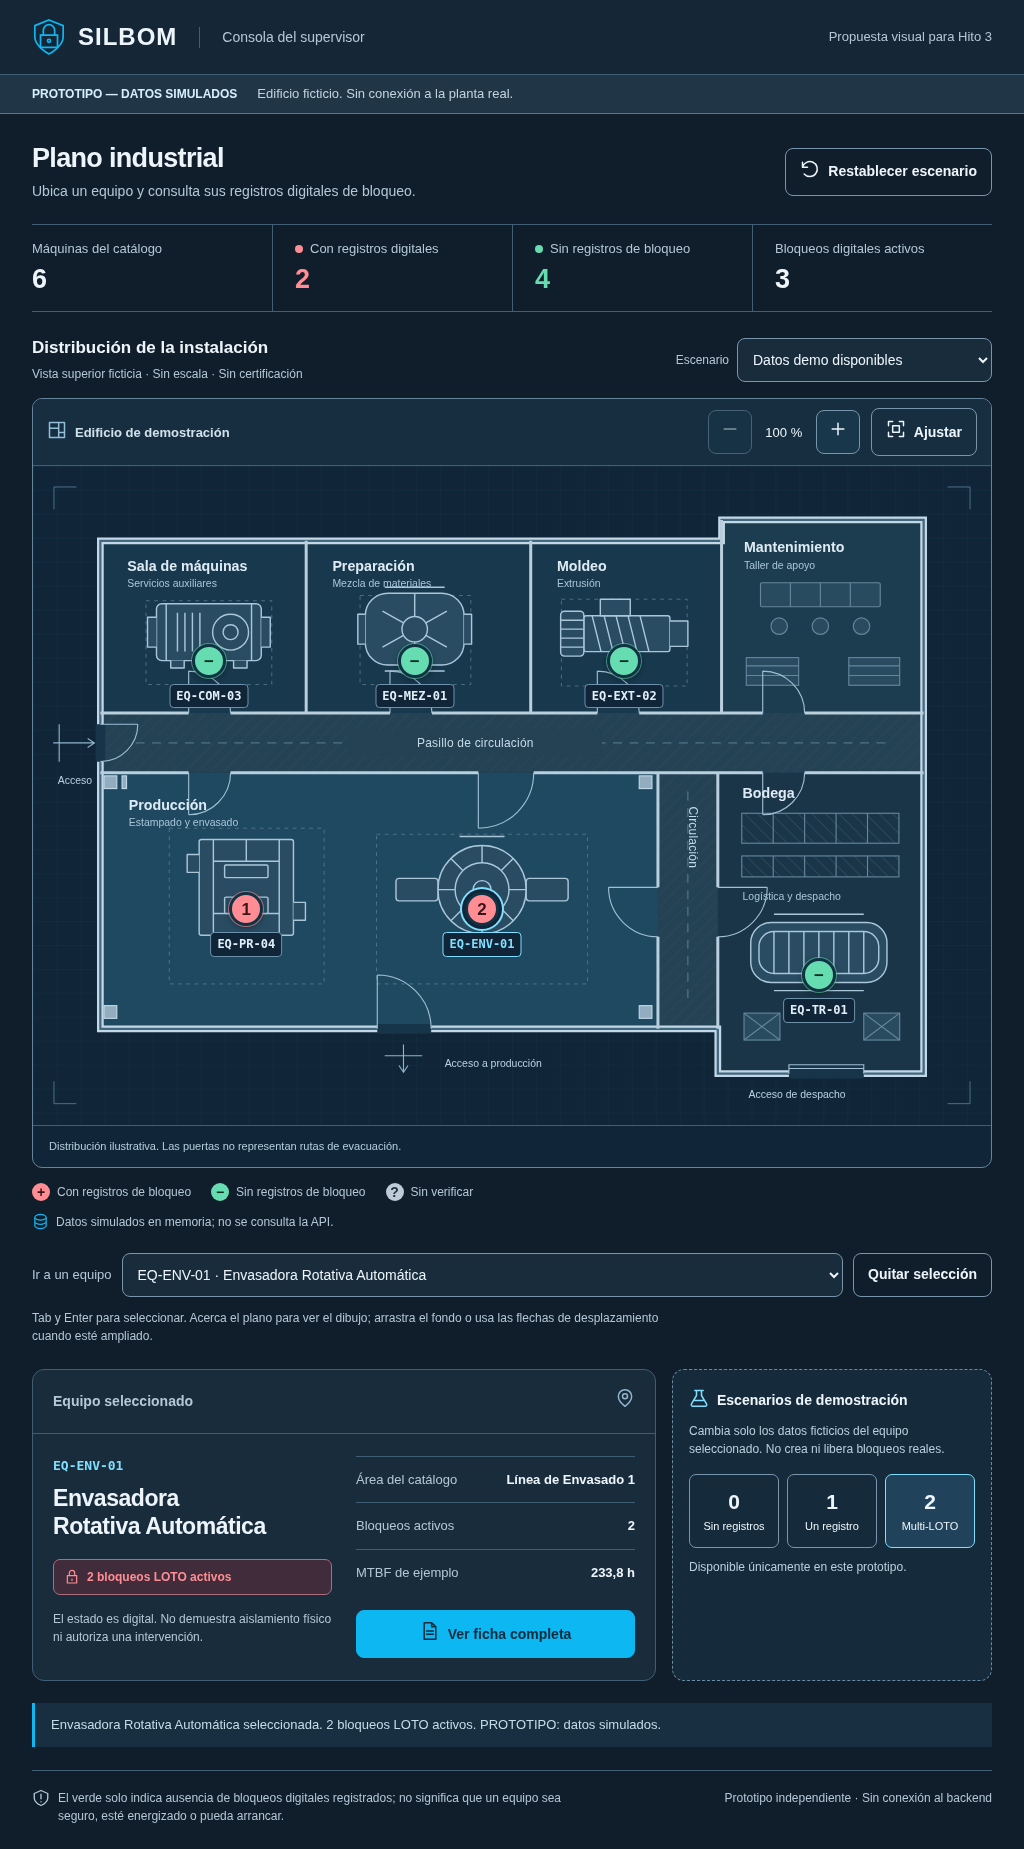 SILBOM
Consola del supervisor
Propuesta visual para Hito 3
PROTOTIPO — DATOS SIMULADOS
Edificio ficticio. Sin conexión a la planta real.
Plano industrial
Ubica un equipo y consulta sus registros digitales de bloqueo.
Restablecer escenario
Máquinas del catálogo
6
Con registros digitales
2
Sin registros de bloqueo
4
Bloqueos digitales activos
3
Distribución de la instalación
Vista superior ficticia · Sin escala · Sin certificación
Escenario
Datos demo disponibles
Edificio de demostración
−
100 %
+
Ajustar
Sala de máquinas
Servicios auxiliares
Preparación
Mezcla de materiales
Moldeo
Extrusión
Mantenimiento
Taller de apoyo
−
−
−
EQ-COM-03
EQ-MEZ-01
EQ-EXT-02
Pasillo de circulación
Acceso
Producción
Estampado y envasado
Circulación
Bodega
Logística y despacho
1
2
EQ-PR-04
EQ-ENV-01
−
EQ-TR-01
Acceso a producción
Acceso de despacho
Distribución ilustrativa. Las puertas no representan rutas de evacuación.
+ Con registros de bloqueo
− Sin registros de bloqueo
? Sin verificar
Datos simulados en memoria; no se consulta la API.
Ir a un equipo
EQ-ENV-01 · Envasadora Rotativa Automática
Quitar selección
Tab y Enter para seleccionar. Acerca el plano para ver el dibujo; arrastra el fondo o usa las flechas de desplazamiento
cuando esté ampliado.
Equipo seleccionado
EQ-ENV-01
Envasadora
Rotativa Automática
2 bloqueos LOTO activos
El estado es digital. No demuestra aislamiento físico
ni autoriza una intervención.
Área del catálogo
Línea de Envasado 1
Bloqueos activos
2
MTBF de ejemplo
233,8 h
Ver ficha completa
Escenarios de demostración
Cambia solo los datos ficticios del equipo
seleccionado. No crea ni libera bloqueos reales.
0
Sin registros
1
Un registro
2
Multi-LOTO
Disponible únicamente en este prototipo.
Envasadora Rotativa Automática seleccionada. 2 bloqueos LOTO activos. PROTOTIPO: datos simulados.
El verde solo indica ausencia de bloqueos digitales registrados; no significa que un equipo sea
seguro, esté energizado o pueda arrancar.
Prototipo independiente · Sin conexión al backend